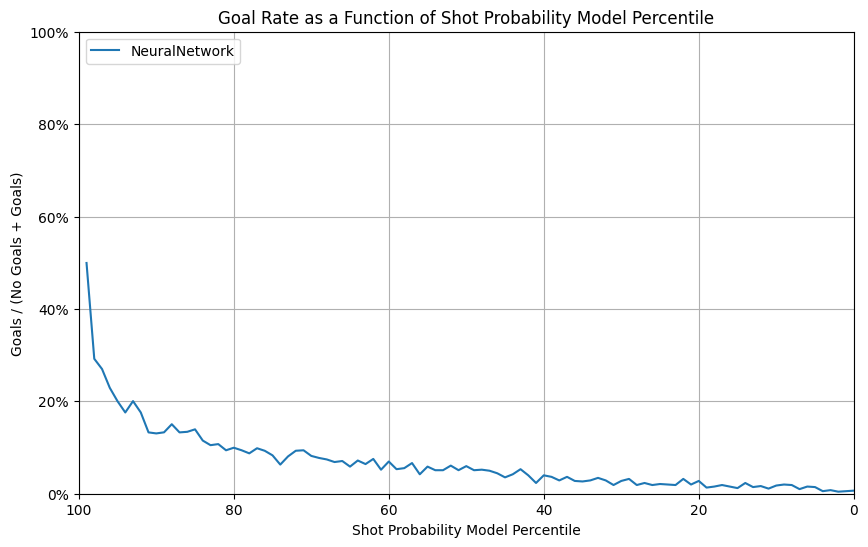 Goal Rate as a Function of Shot Probability Model Percentile
NeuralNetwork
100%
80%
60%
40%
20%
0%
Goals / (No Goals + Goals)
100 80 60 40 20 0
Shot Probability Model Percentile